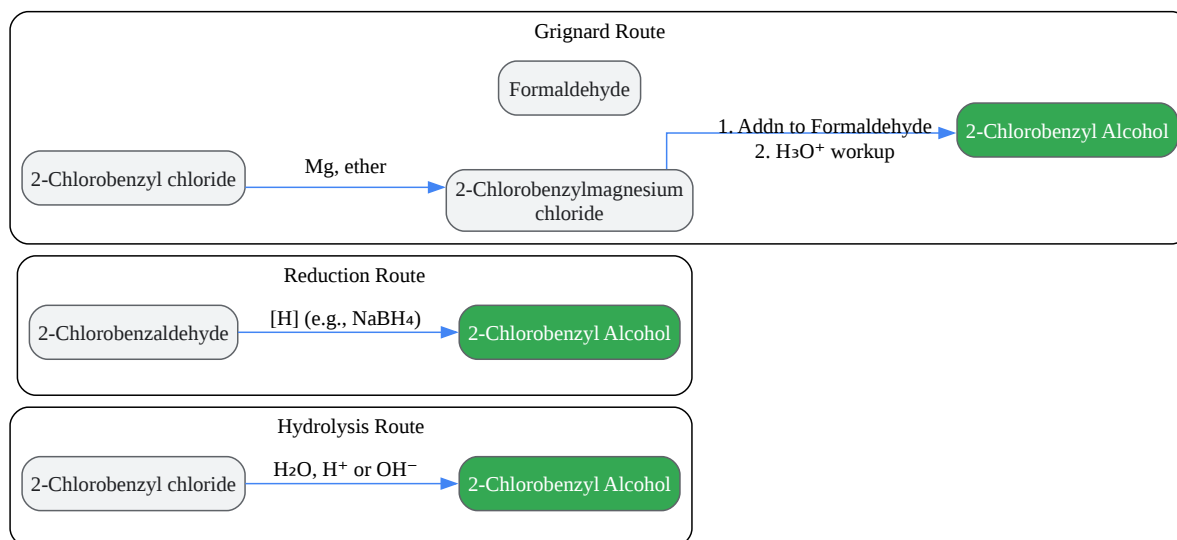 Grignard Route
Formaldehyde
1. Addn to Formaldehyde
2. H₃O⁺ workup
2-Chlorobenzyl Alcohol
2-Chlorobenzyl chloride
Mg, ether
2-Chlorobenzylmagnesium
chloride
Reduction Route
2-Chlorobenzaldehyde
[H] (e.g., NaBH₄)
2-Chlorobenzyl Alcohol
Hydrolysis Route
2-Chlorobenzyl chloride
H₂O, H⁺ or OH⁻
2-Chlorobenzyl Alcohol